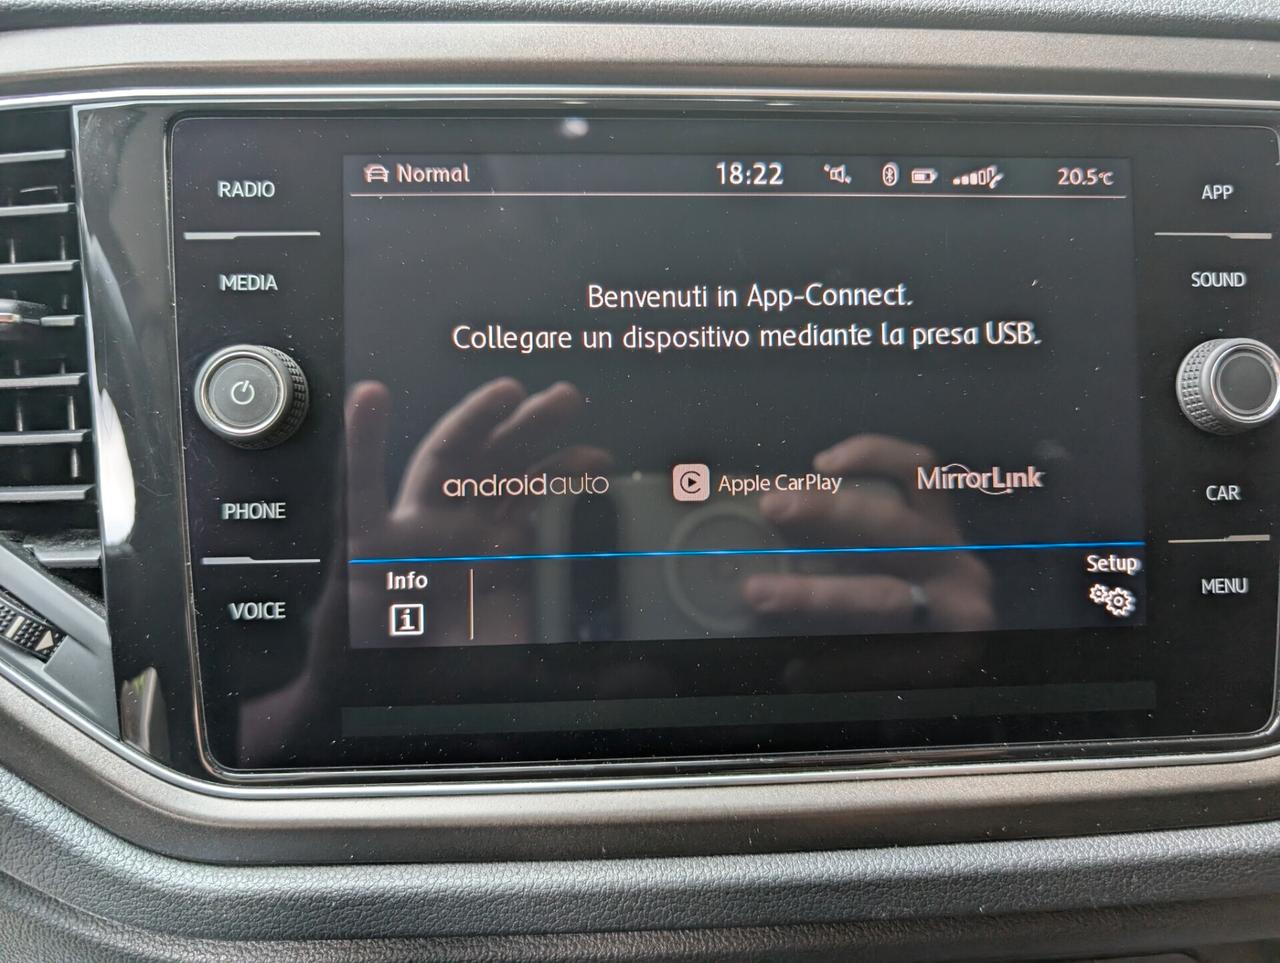 RADIO
MEDIA
PHONE
VOICE
Normal
18:22
20.5°C
Benvenuti in App-Connect.
Collegare un dispositivo mediante la presa USB.
androidauto
Apple CarPlay
MirrorLink
Info
Setup
APP
SOUND
CAR
MENU